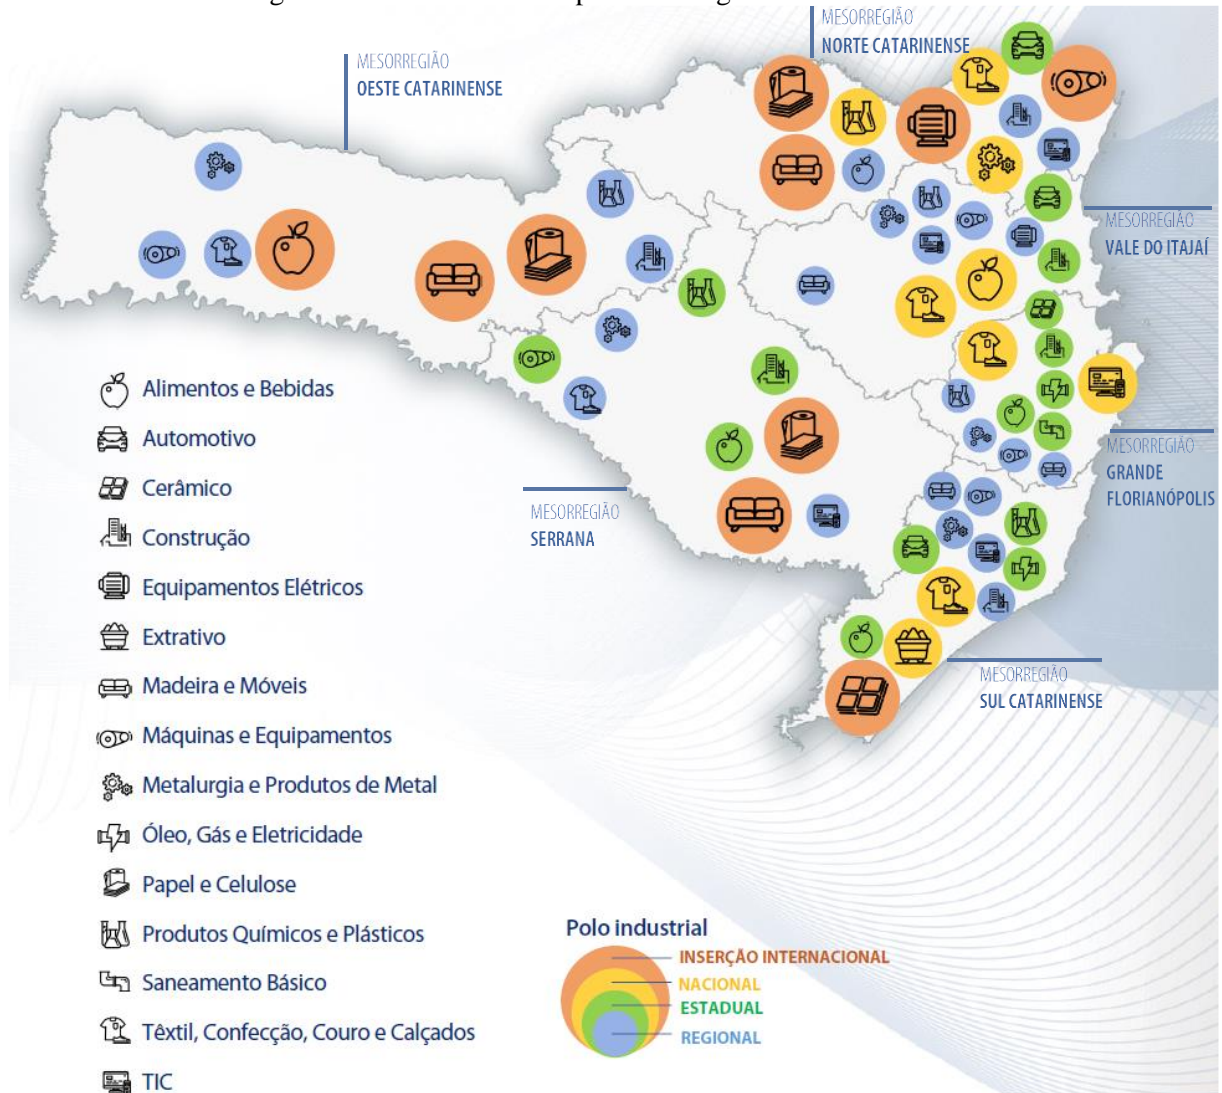 MESORREGIÃO
NORTE CATARINENSE
MESORREGIÃO
OESTE CATARINENSE
MESORREGIÃO
VALE DO ITAJAÍ
MESORREGIÃO
GRANDE
FLORIANÓPOLIS
MESORREGIÃO
SERRANA
MESORREGIÃO
SUL CATARINENSE
Alimentos e Bebidas
Automotivo
Cerâmico
Construção
Equipamentos Elétricos
Extrativo
Madeira e Móveis
Máquinas e Equipamentos
Metalurgia e Produtos de Metal
Óleo, Gás e Eletricidade
Papel e Celulose
Produtos Químicos e Plásticos
Saneamento Básico
Têxtil, Confecção, Couro e Calçados
TIC
Polo industrial
INSERÇÃO INTERNACIONAL
NACIONAL
ESTADUAL
REGIONAL